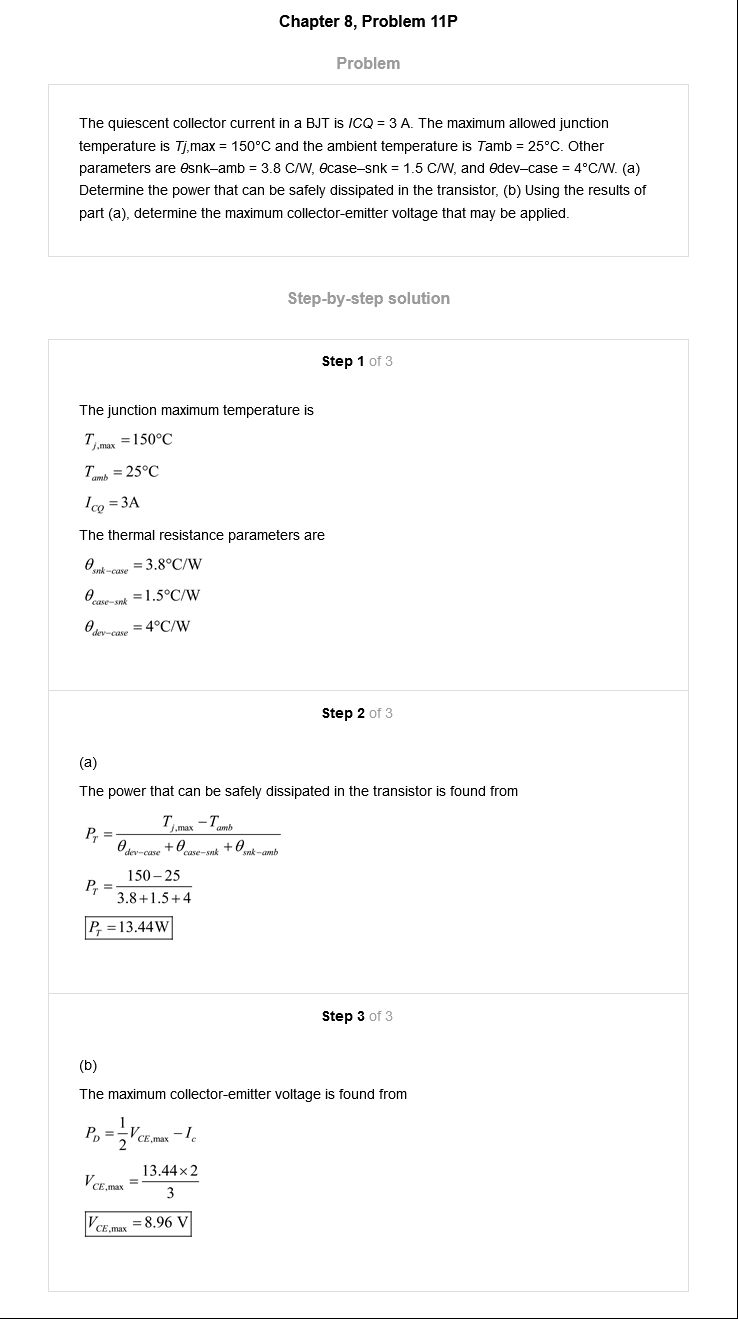 Chapter 8, Problem 11P
Problem
The quiescent collector current in a BJT is ICQ = 3 A. The maximum allowed junction
temperature is Tj,max = 150°C and the ambient temperature is Tamb = 25°C. Other
parameters are θsnk–amb = 3.8 C/W, θcase–snk = 1.5 C/W, and θdev–case = 4°C/W. (a)
Determine the power that can be safely dissipated in the transistor, (b) Using the results of
part (a), determine the maximum collector-emitter voltage that may be applied.
Step-by-step solution
Step 1 of 3
The junction maximum temperature is
T_{j,max} = 150°C
T_{amb} = 25°C
I_{CQ} = 3A
The thermal resistance parameters are
θ_{snk-case} = 3.8°C/W
θ_{case-snk} = 1.5°C/W
θ_{dev-case} = 4°C/W
Step 2 of 3
(a)
The power that can be safely dissipated in the transistor is found from
P_T = \frac{T_{j,max} - T_{amb}}{θ_{dev-case} + θ_{case-snk} + θ_{snk-amb}}
P_T = \frac{150 - 25}{3.8 + 1.5 + 4}
P_T = 13.44W
Step 3 of 3
(b)
The maximum collector-emitter voltage is found from
P_D = \frac{1}{2} V_{CE,max} - I_c
V_{CE,max} = \frac{13.44 × 2}{3}
V_{CE,max} = 8.96 V